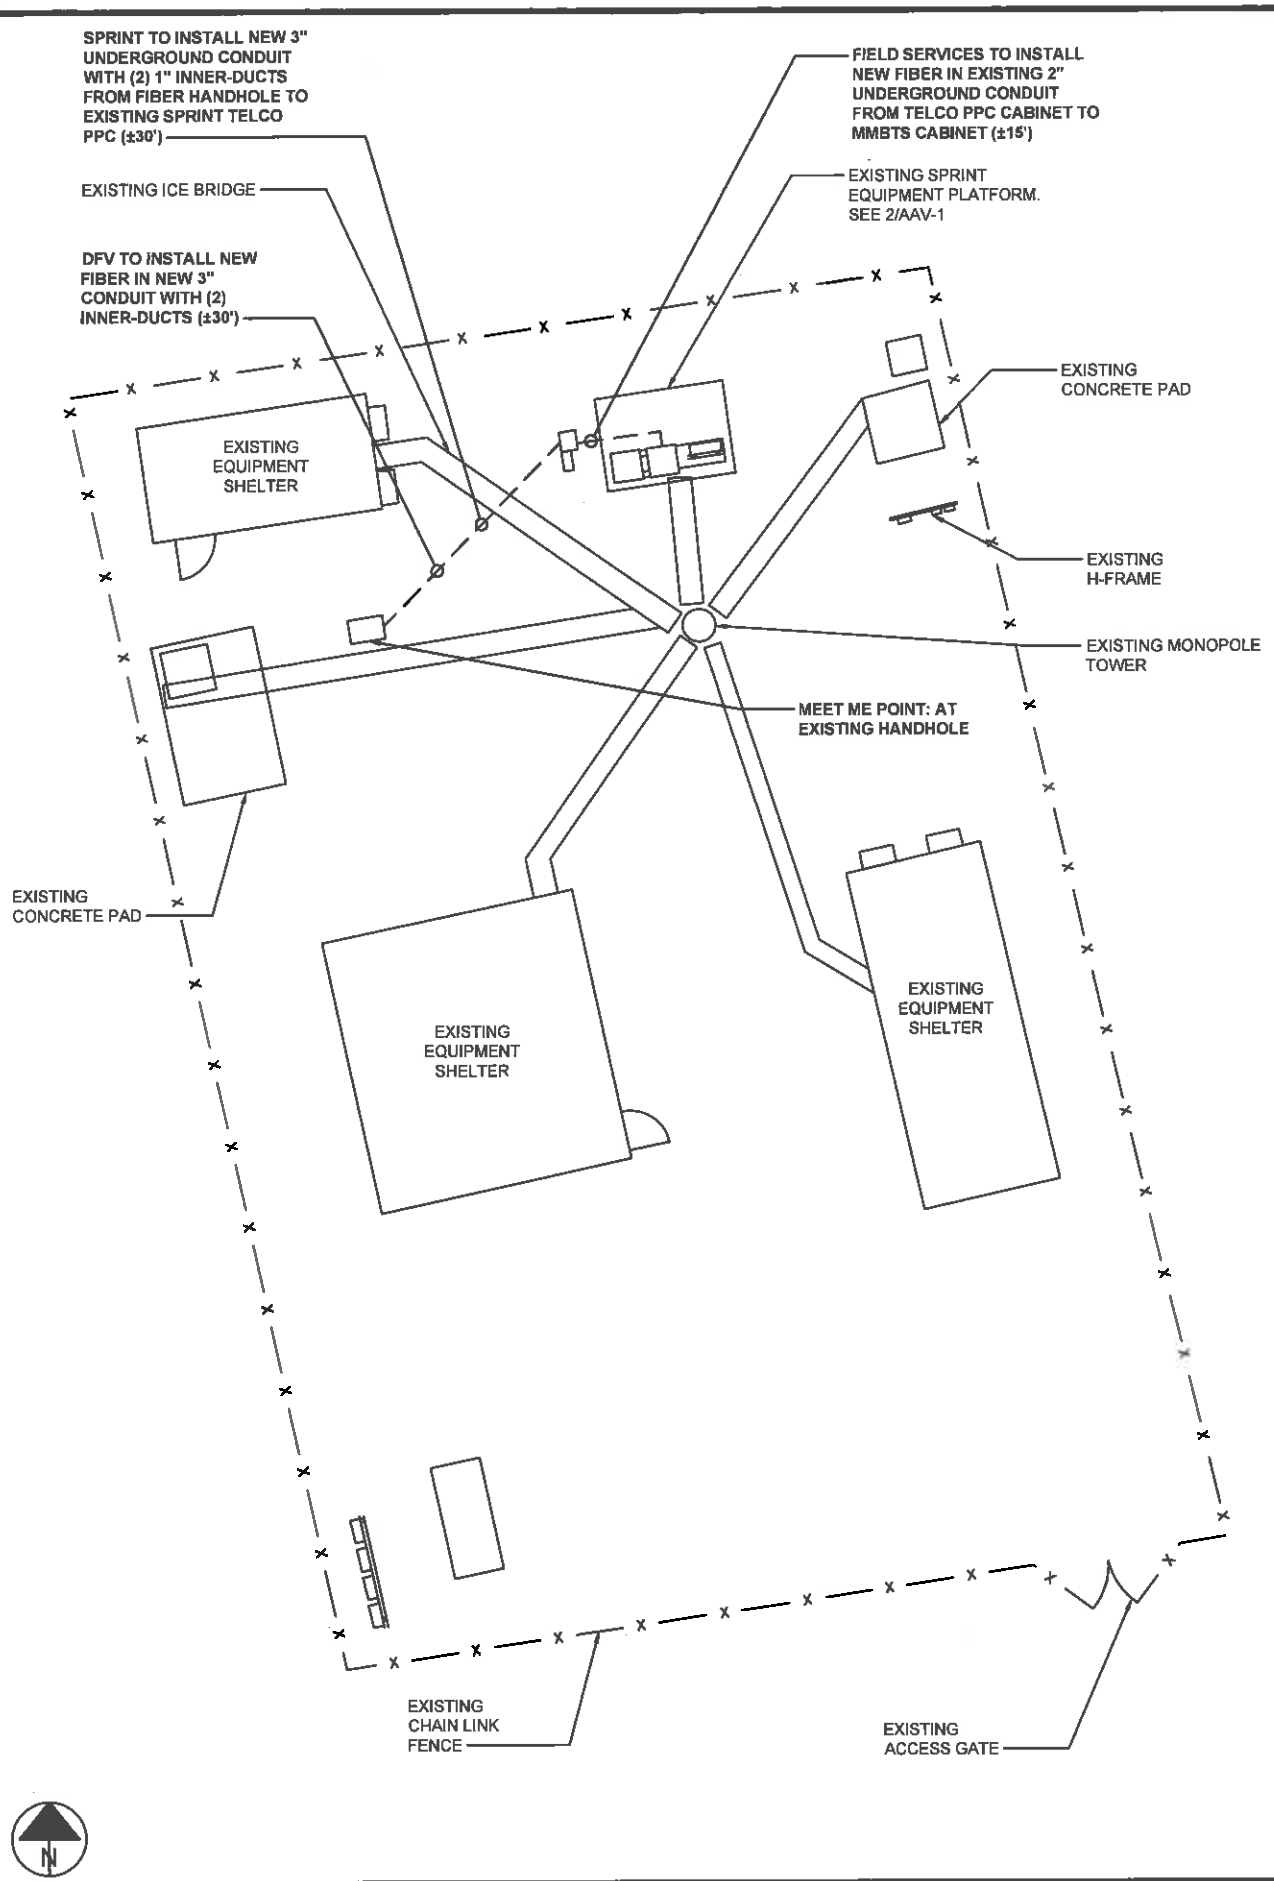 SPRINT TO INSTALL NEW 3"
UNDERGROUND CONDUIT
WITH (2) 1" INNER-DUCTS
FROM FIBER HANDHOLE TO
EXISTING SPRINT TELCO
PPC (±30')
FIELD SERVICES TO INSTALL
NEW FIBER IN EXISTING 2"
UNDERGROUND CONDUIT
FROM TELCO PPC CABINET TO
MMBTS CABINET (±15')
EXISTING ICE BRIDGE
EXISTING SPRINT
EQUIPMENT PLATFORM.
SEE 2/AAV-1
DFV TO INSTALL NEW
FIBER IN NEW 3"
CONDUIT WITH (2)
INNER-DUCTS (±30')
EXISTING
CONCRETE PAD
EXISTING
EQUIPMENT
SHELTER
EXISTING
H-FRAME
EXISTING MONOPOLE
TOWER
MEET ME POINT: AT
EXISTING HANDHOLE
EXISTING
CONCRETE PAD
EXISTING
EQUIPMENT
SHELTER
EXISTING
EQUIPMENT
SHELTER
EXISTING
CHAIN LINK
FENCE
EXISTING
ACCESS GATE
N